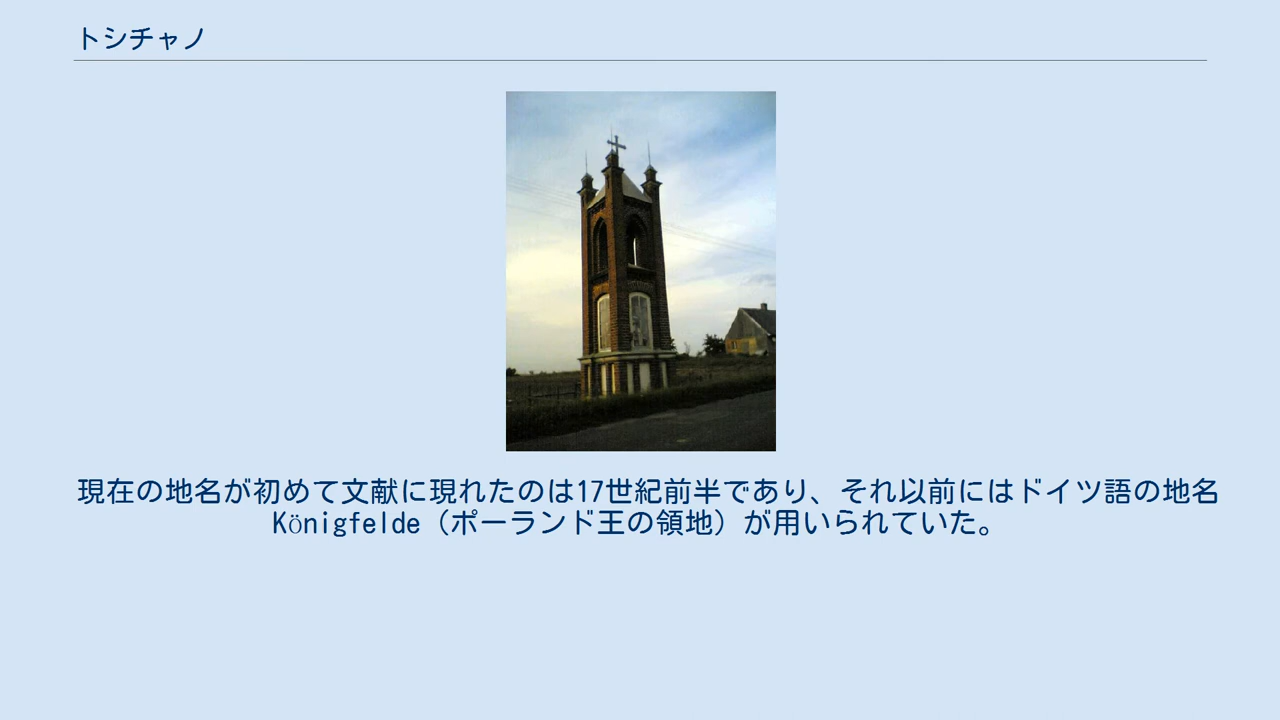 トシチャノ
現在の地名が初めて文献に現れたのは17世紀前半であり、それ以前にはドイツ語の地名
Königfelde（ポーランド王の領地）が用いられていた。